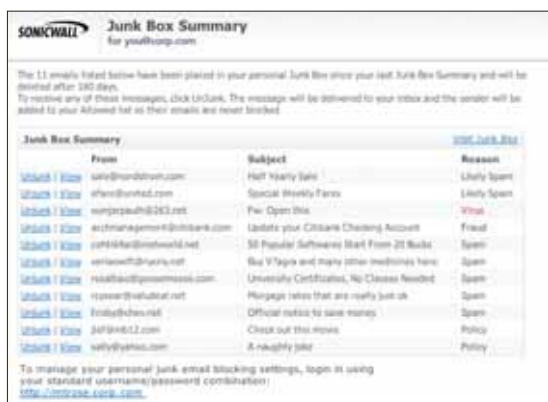 SONICWALL
Junk Box Summary
for you@corp.com
The 11 emails listed below have been placed in your personal Junk Box since your last Junk Box Summary and will be
deleted after 180 days.
To receive any of these messages, click UnJunk. The message will be delivered to your inbox and the sender will be
added to your Allowed list so their emails are never blocked.
Junk Box Summary Visit Junk Box
From Subject Reason
UnJunk | View sale@nordstrom.com Half Yearly Sale Likely Spam
UnJunk | View Special Weekly Fares Likely Spam
UnJunk | View Fw: Open this Virus
UnJunk | View Update your Citibank Checking Account Fraud
UnJunk | View 50 Popular Softwares Start From 20 Bucks Spam
UnJunk | View Buy and many other medicines here Spam
UnJunk | View University Certificates, No Classes Needed Spam
UnJunk | View rates that are really just ok Spam
UnJunk | View Official notice to save money Spam
UnJunk | View Check out this movie Policy
UnJunk | View sally@yahoo.com A naughty joke Policy
To manage your personal junk email blocking settings, login in using
your standard username/password combination: